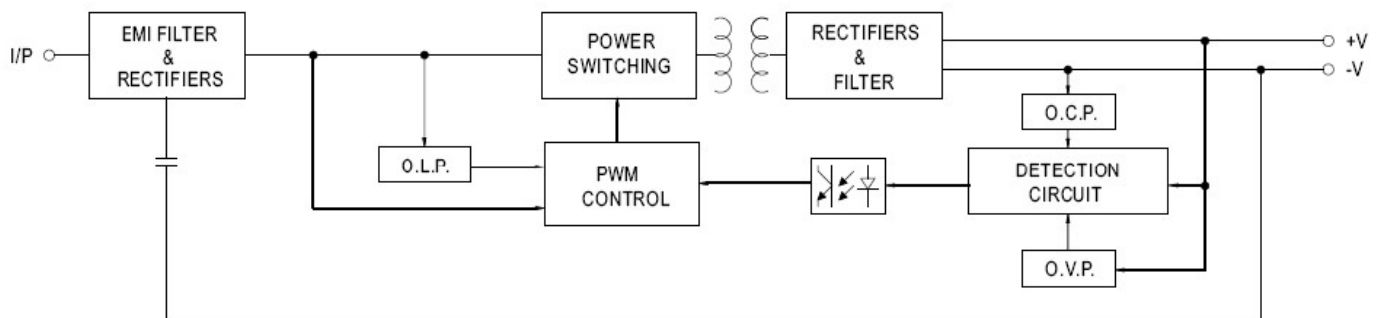 I/P
EMI FILTER
&
RECTIFIERS
POWER
SWITCHING
RECTIFIERS
&
FILTER
+V
-V
O.C.P.
O.L.P.
PWM
CONTROL
DETECTION
CIRCUIT
O.V.P.